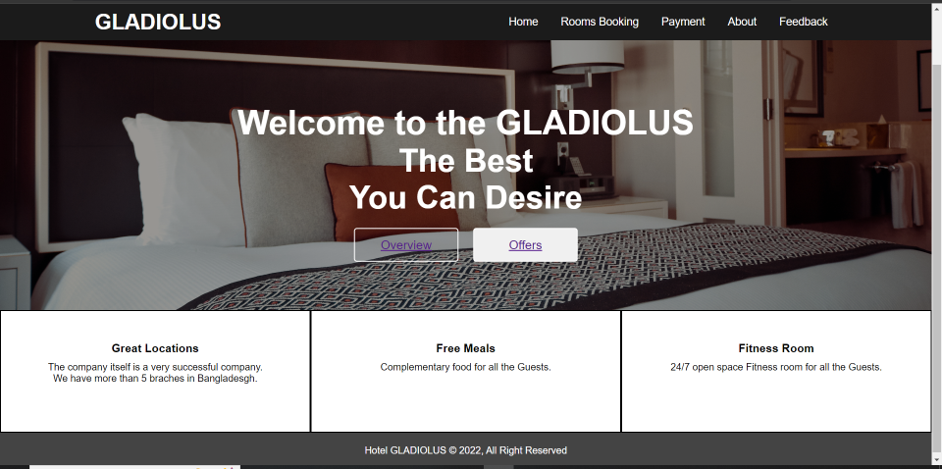 GLADIOLUS
Home Rooms Booking Payment About Feedback
Welcome to the GLADIOLUS
The Best
You Can Desire
Overview Offers
Great Locations
The company itself is a very successful company.
We have more than 5 braches in Bangladesgh.
Free Meals
Complementary food for all the Guests.
Fitness Room
24/7 open space Fitness room for all the Guests.
Hotel GLADIOLUS © 2022, All Right Reserved